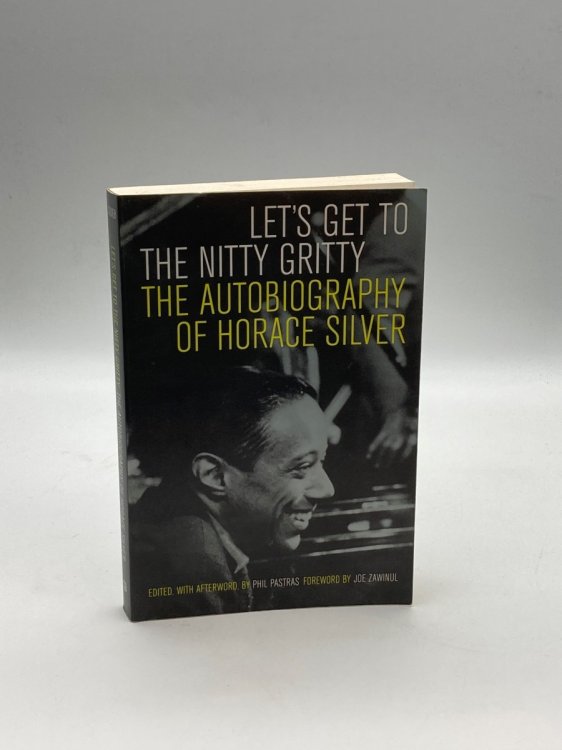 LET'S GET TO
THE NITTY GRITTY
THE AUTOBIOGRAPHY
OF HORACE SILVER
EDITED, WITH AFTERWORD, BY PHIL PASTRAS FOREWORD BY JOE ZAWINUL